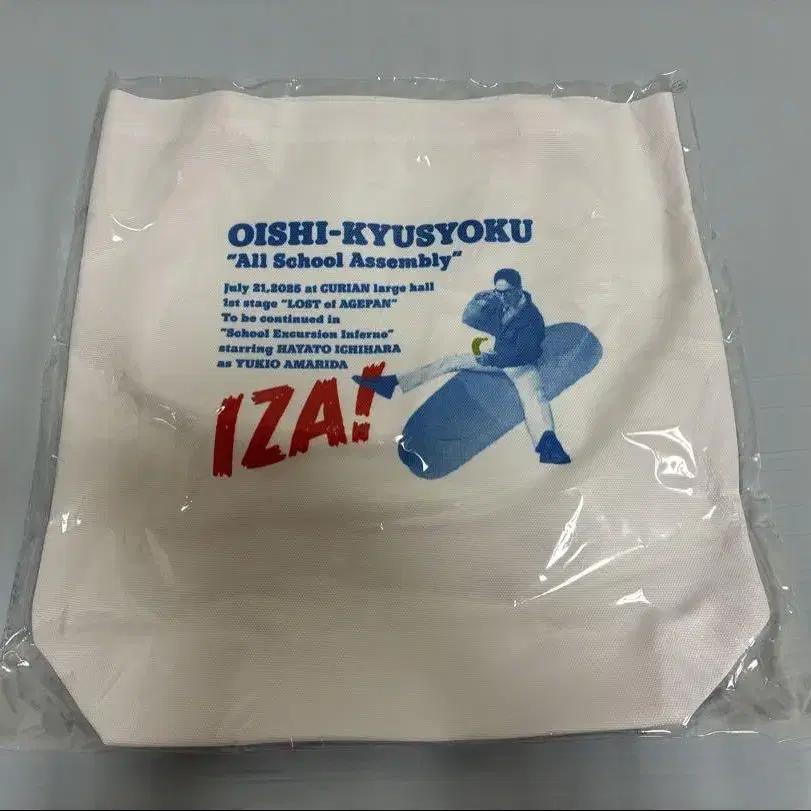 OISHI-KYUSYOKU
"All School Assembly"
July 21,2025 at CURIAN large hall
1st stage "LOST of AGEPAN"
To be continued in
"School Excursion Inferno"
starring HAYATO ICHIHARA
as YUKIO AMARIDA
IZA!